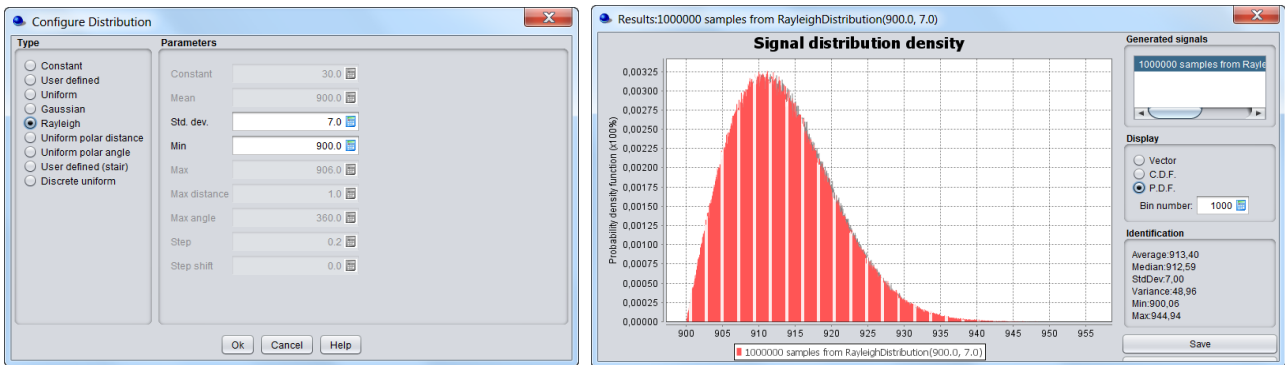 Configure Distribution
Type
Constant
User defined
Uniform
Gaussian
Rayleigh
Uniform polar distance
Uniform polar angle
User defined (stair)
Discrete uniform
Parameters
Constant 30.0
Mean 900.0
Std. dev. 7.0
Min 900.0
Max 906.0
Max distance 1.0
Max angle 360.0
Step 0.2
Step shift 0.0
Ok Cancel Help
Results:1000000 samples from RayleighDistribution(900.0, 7.0)
Signal distribution density
Probability density function (x100%)
0,00325
0,00300
0,00275
0,00250
0,00225
0,00200
0,00175
0,00150
0,00125
0,00100
0,00075
0,00050
0,00025
0,00000
900 905 910 915 920 925 930 935 940 945 950 955
1000000 samples from RayleighDistribution(900.0, 7.0)
Generated signals
1000000 samples from Rayle
Display
Vector
C.D.F.
P.D.F.
Bin number: 1000
Identification
Average:913,40
Median:912,59
StdDev:7,00
Variance:48,96
Min:900,06
Max:944,94
Save